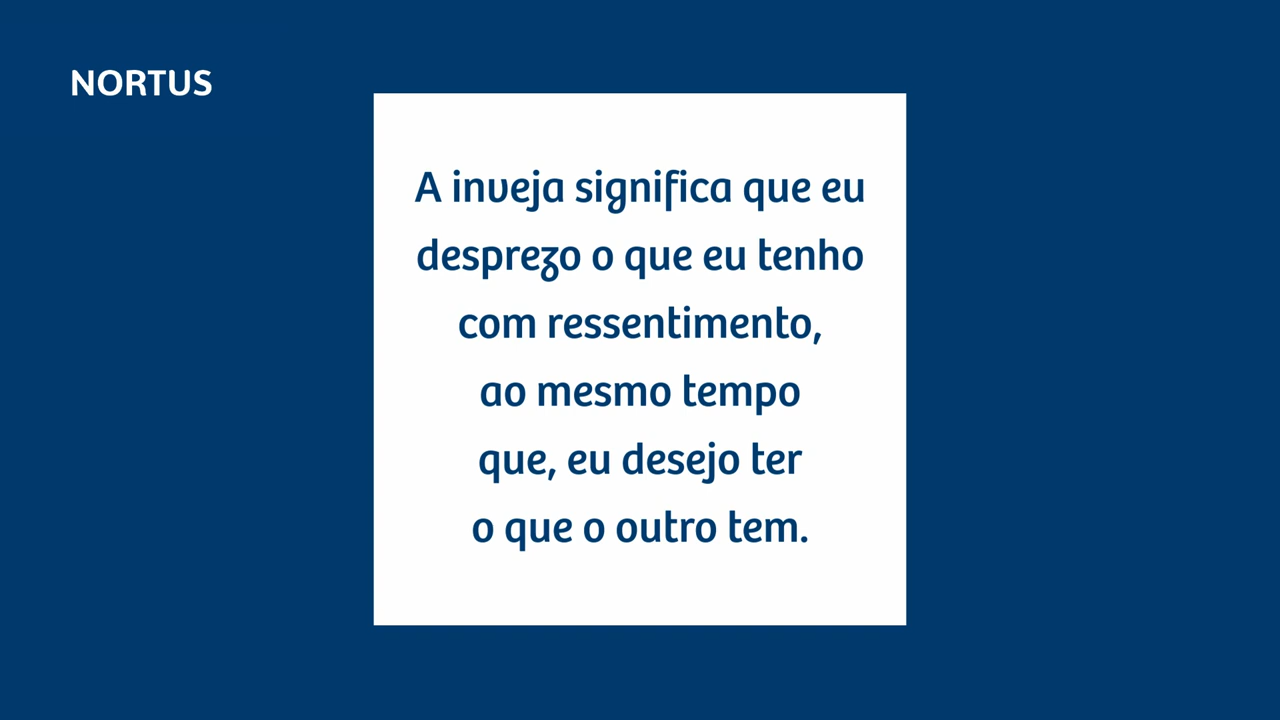 NORTUS
A inveja significa que eu
desprezo o que eu tenho
com ressentimento,
ao mesmo tempo
que, eu desejo ter
o que o outro tem.